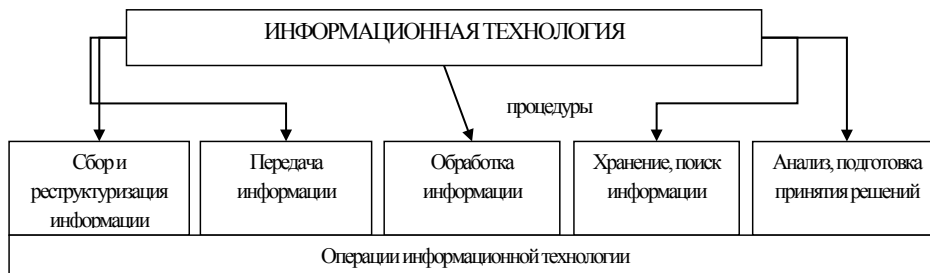 ИНФОРМАЦИОННАЯ ТЕХНОЛОГИЯ
процедуры
Сбор и
реструктуризация
информации
Передача
информации
Обработка
информации
Хранение, поиск
информации
Анализ, подготовка
принятия решений
Операции информационной технологии